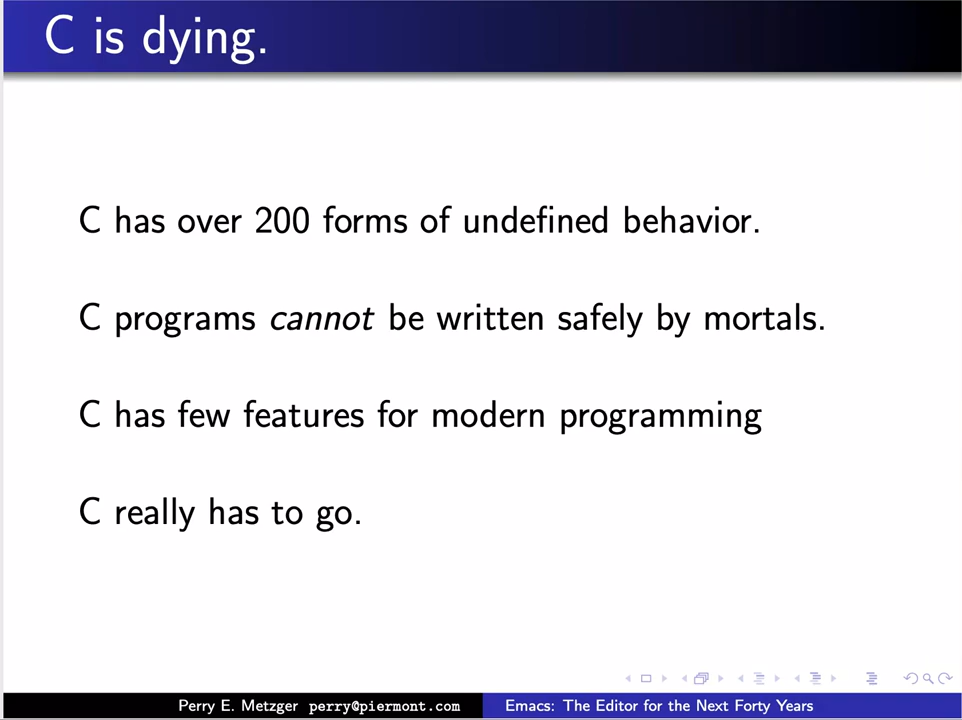 C is dying.
C has over 200 forms of undefined behavior.
C programs cannot be written safely by mortals.
C has few features for modern programming
C really has to go.
Perry E. Metzger perry@piermont.com Emacs: The Editor for the Next Forty Years